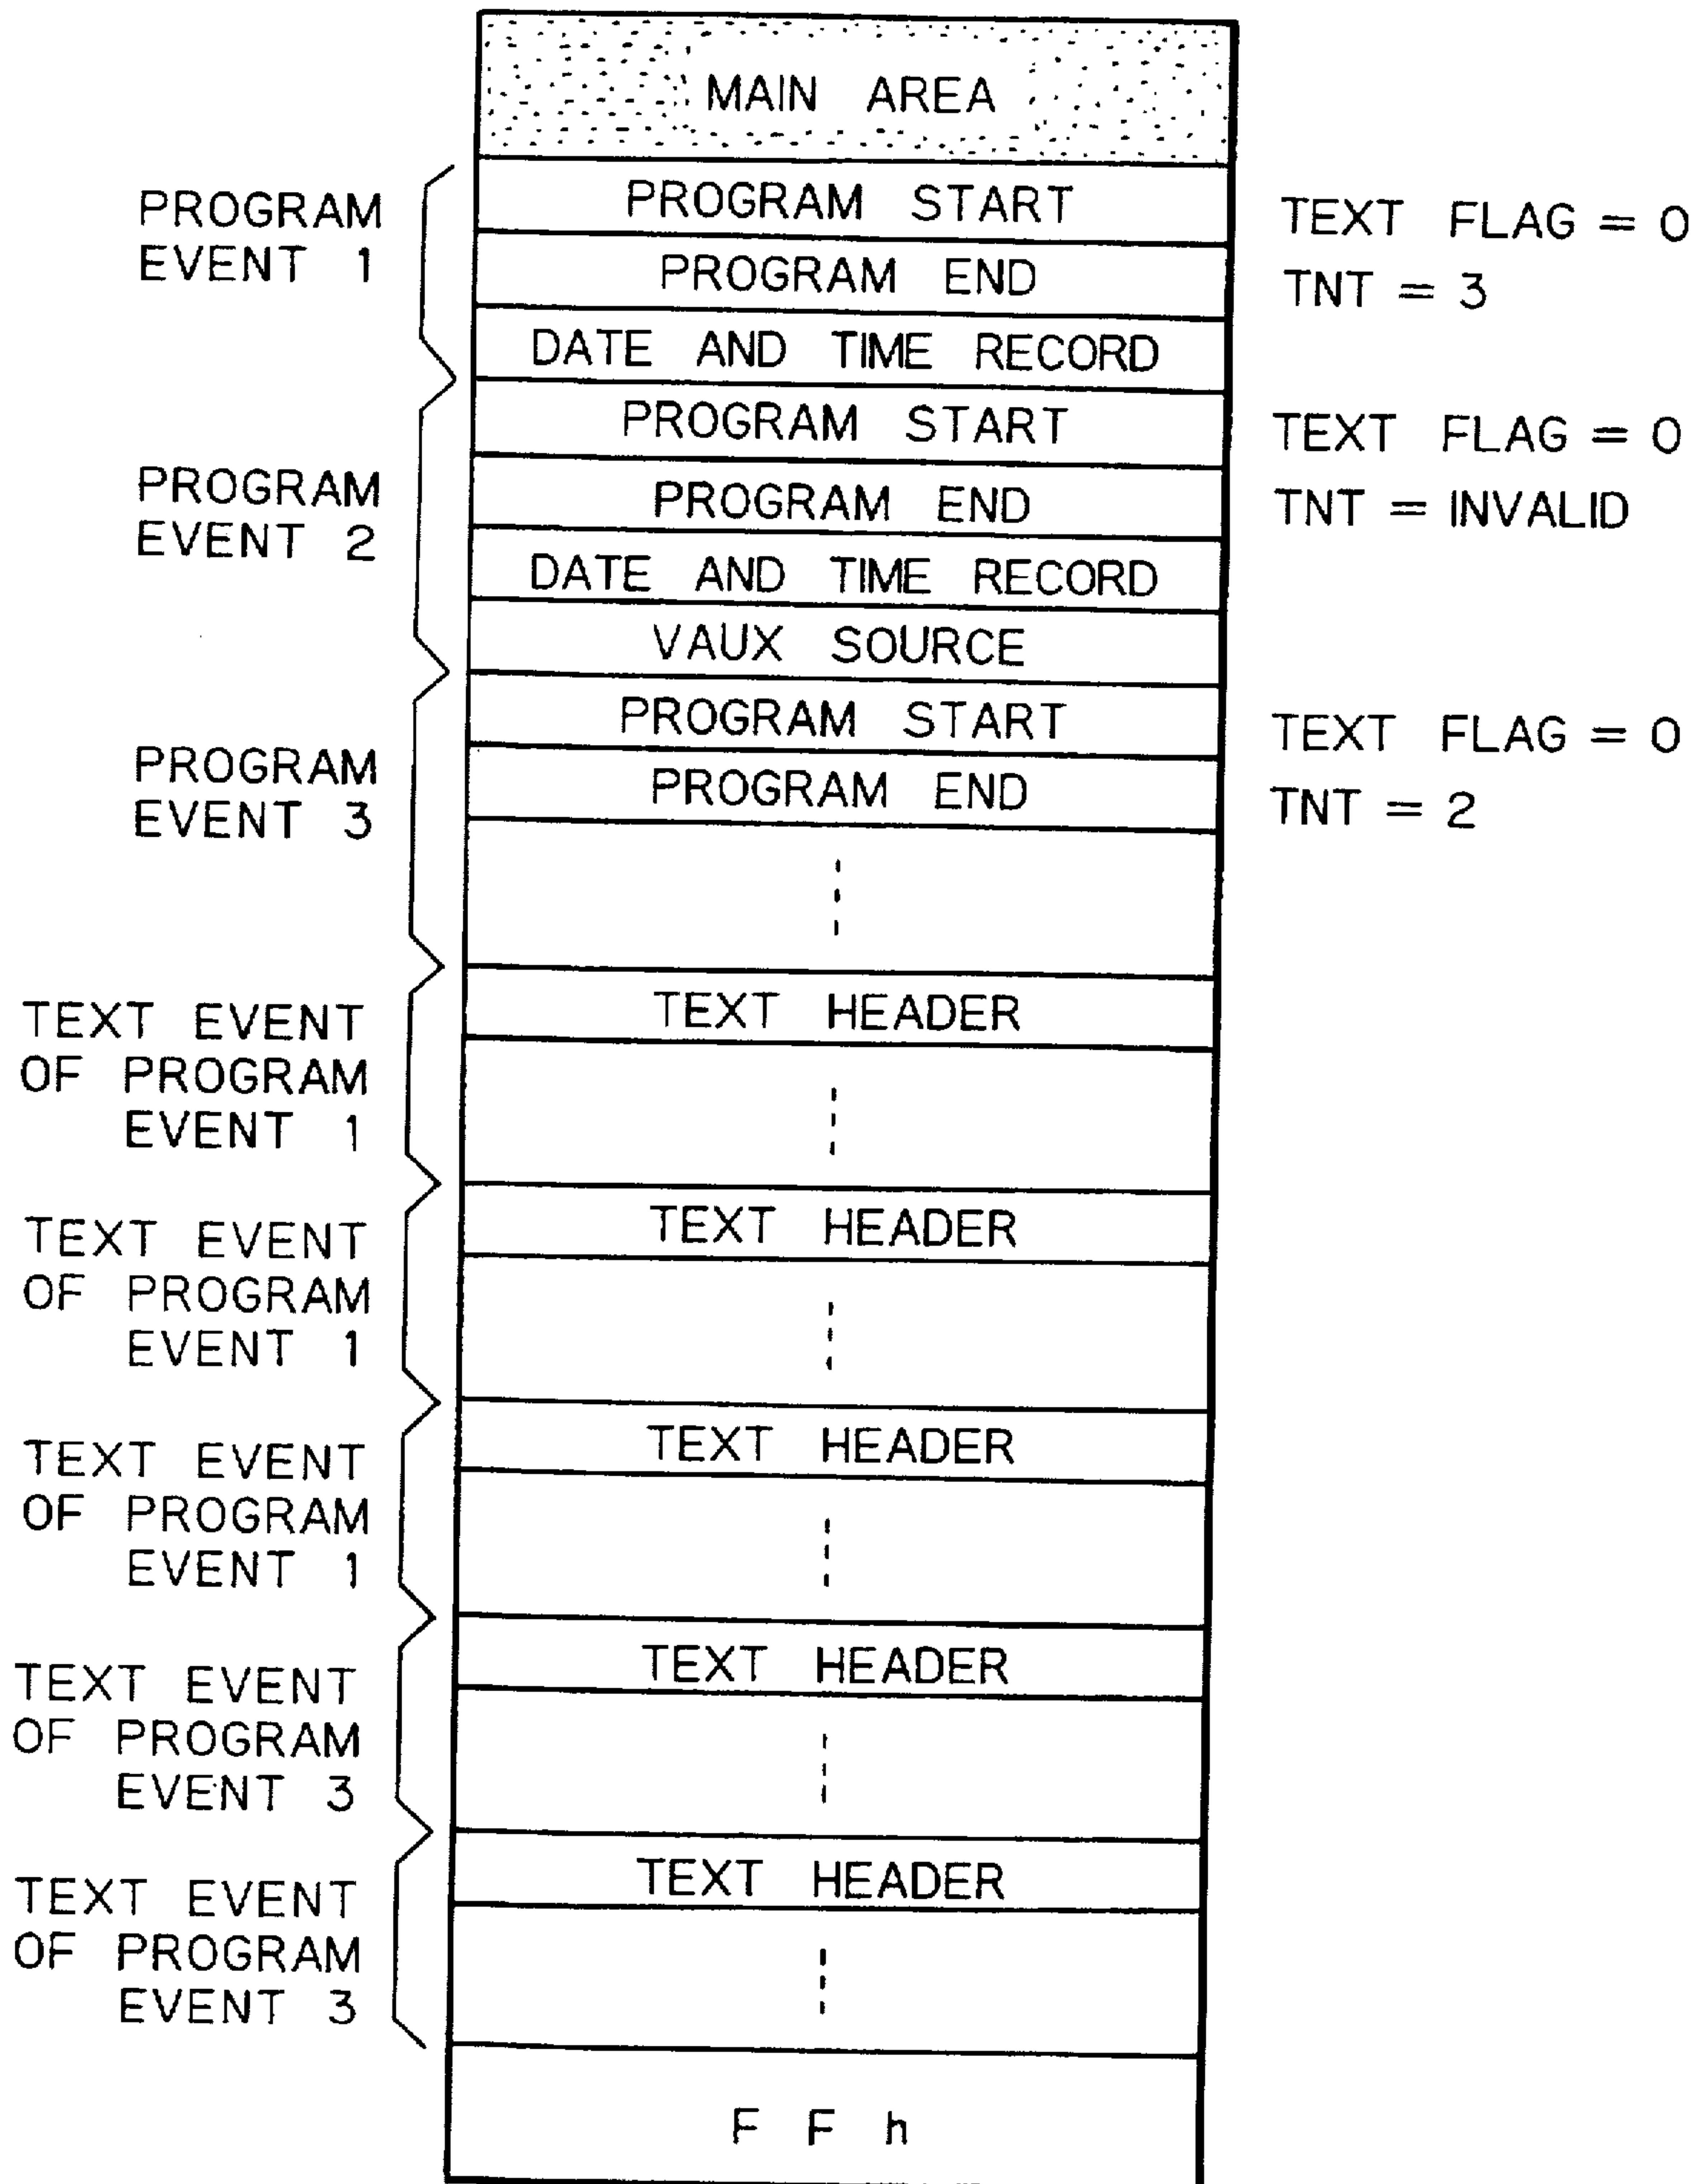 MAIN AREA
PROGRAM EVENT 1
PROGRAM START
PROGRAM END
DATE AND TIME RECORD
TEXT FLAG = 0
TNT = 3
PROGRAM EVENT 2
PROGRAM START
PROGRAM END
DATE AND TIME RECORD
VAUX SOURCE
TEXT FLAG = 0
TNT = INVALID
PROGRAM EVENT 3
PROGRAM START
PROGRAM END
TEXT FLAG = 0
TNT = 2
TEXT EVENT
OF PROGRAM
EVENT 1
TEXT HEADER
TEXT EVENT
OF PROGRAM
EVENT 1
TEXT HEADER
TEXT EVENT
OF PROGRAM
EVENT 1
TEXT HEADER
TEXT EVENT
OF PROGRAM
EVENT 3
TEXT HEADER
TEXT EVENT
OF PROGRAM
EVENT 3
TEXT HEADER
F F h